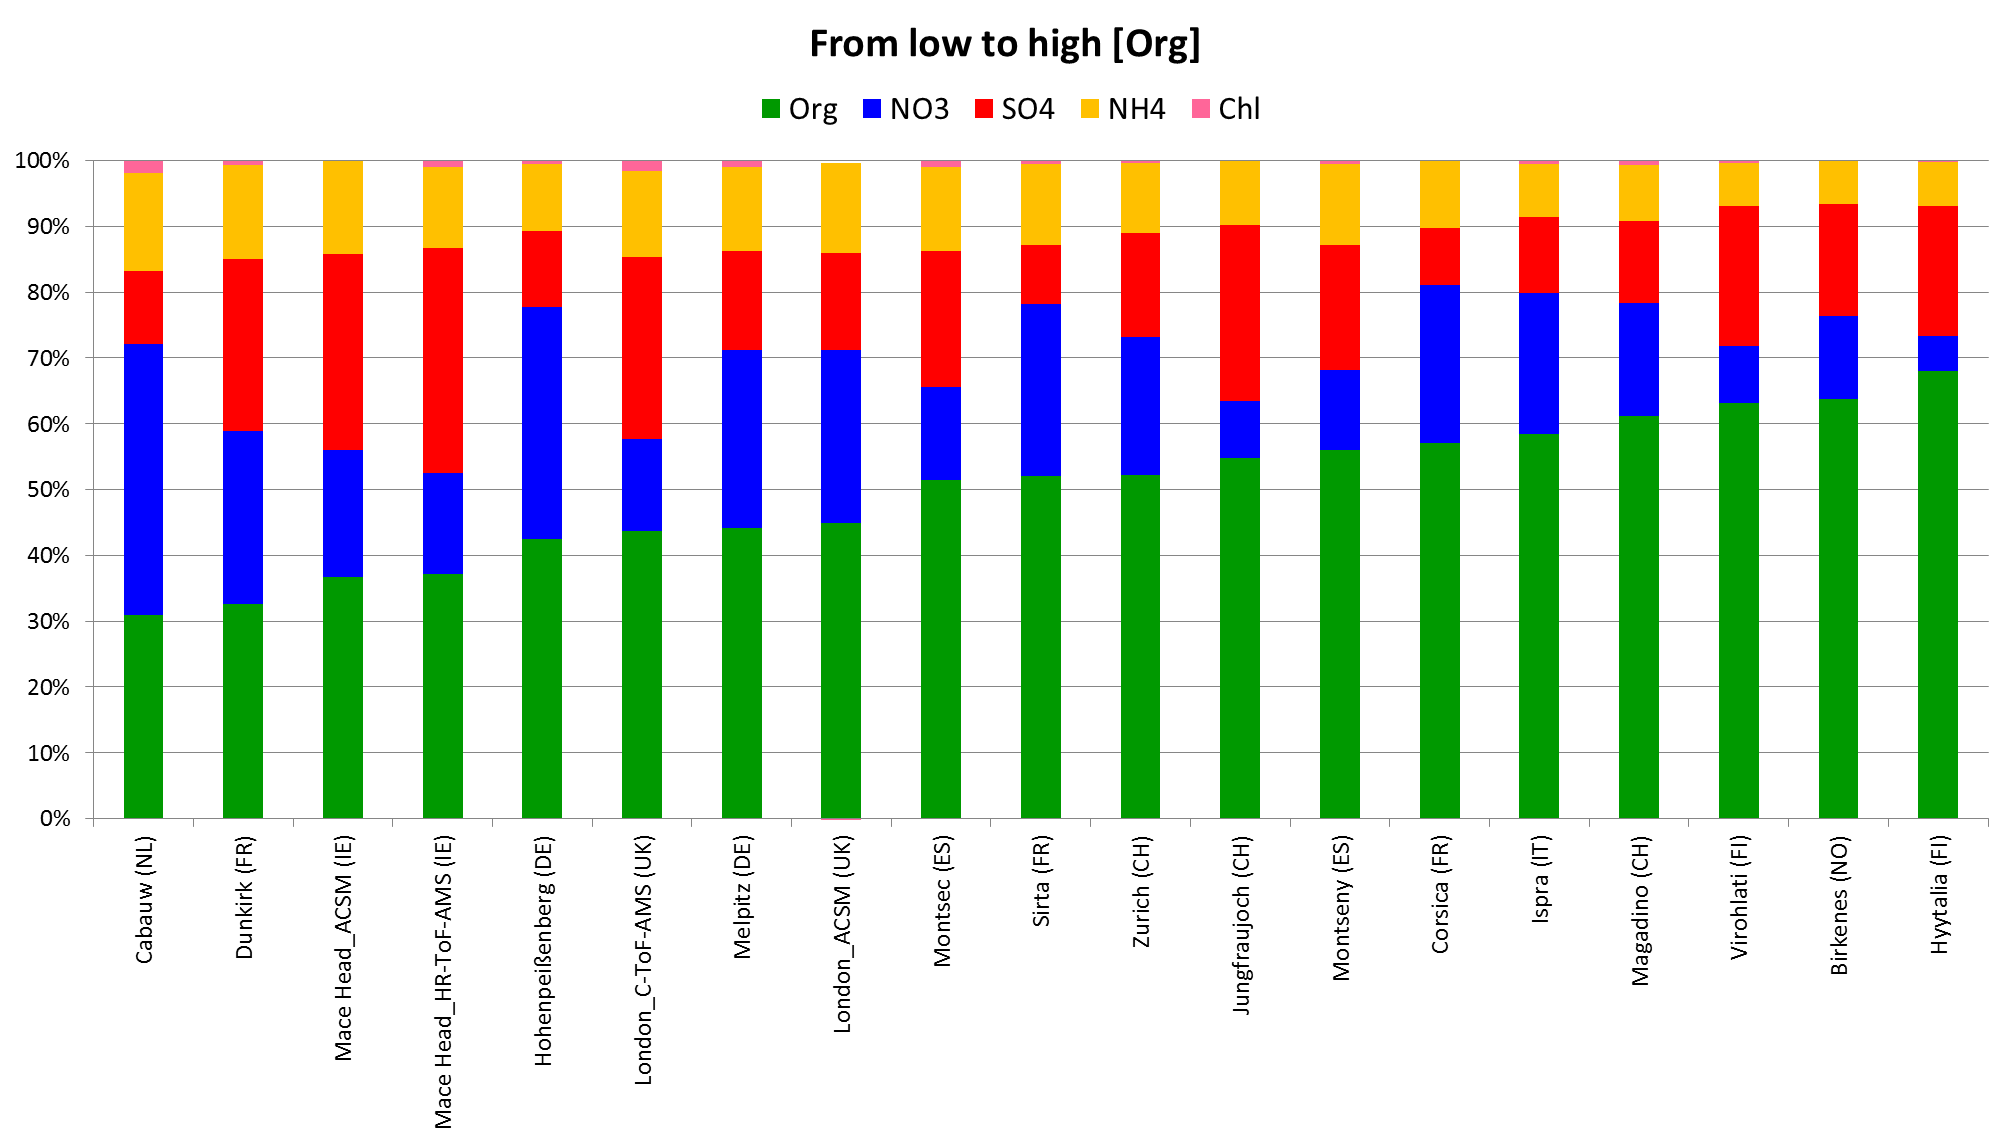 From low to high [Org]
Org NO3 SO4 NH4 Chl
100%
90%
80%
70%
60%
50%
40%
30%
20%
10%
0%
Cabauw (NL)
Dunkirk (FR)
Mace Head_ACSM (IE)
Mace Head_HR-ToF-AMS (IE)
Hohenpeißenberg (DE)
London_C-ToF-AMS (UK)
Melpitz (DE)
London_ACSM (UK)
Montsec (ES)
Sirta (FR)
Zurich (CH)
Jungfraujoch (CH)
Montseny (ES)
Corsica (FR)
Ispra (IT)
Magadino (CH)
Virohlati (FI)
Birkenes (NO)
Hyytalia (FI)